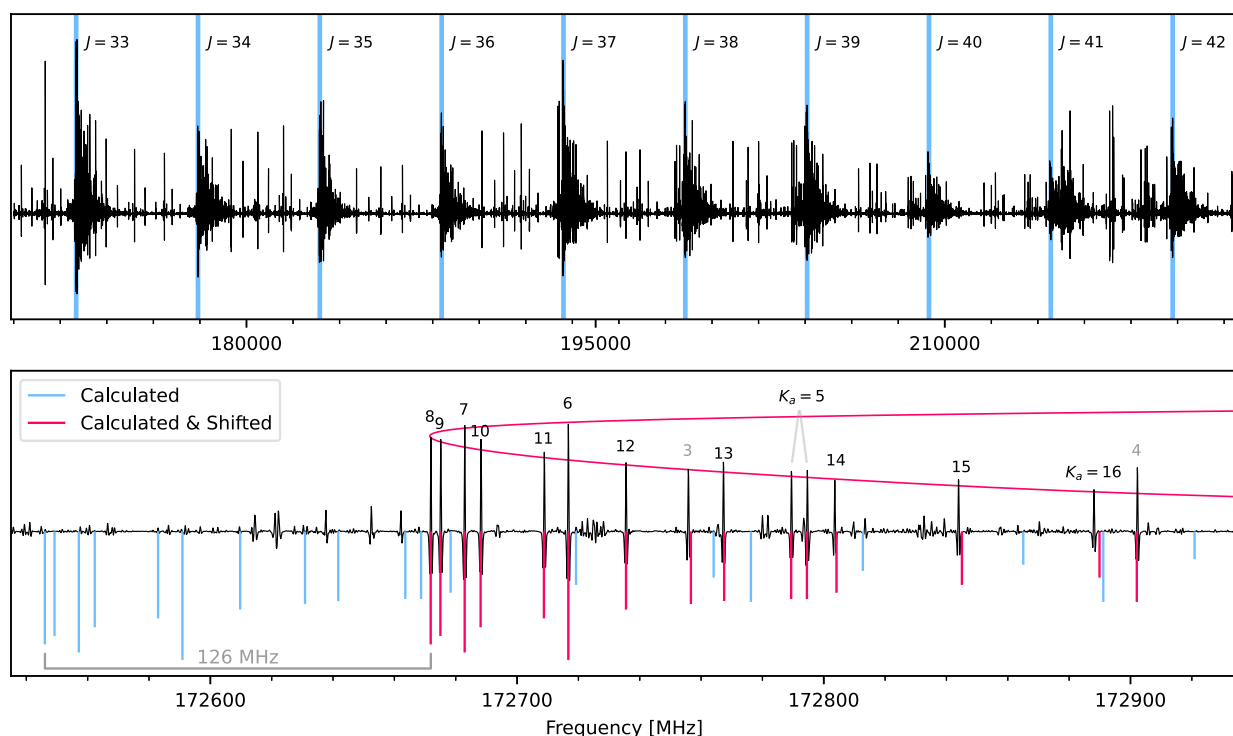 J = 33 J = 34 J = 35 J = 36 J = 37 J = 38 J = 39 J = 40 J = 41 J = 42
180000 195000 210000
Calculated
Calculated & Shifted
8 9 7 10 11 6 12 3 13 Kₐ = 5 14 15 Kₐ = 16 4
126 MHz
172600 172700 172800 172900
Frequency [MHz]